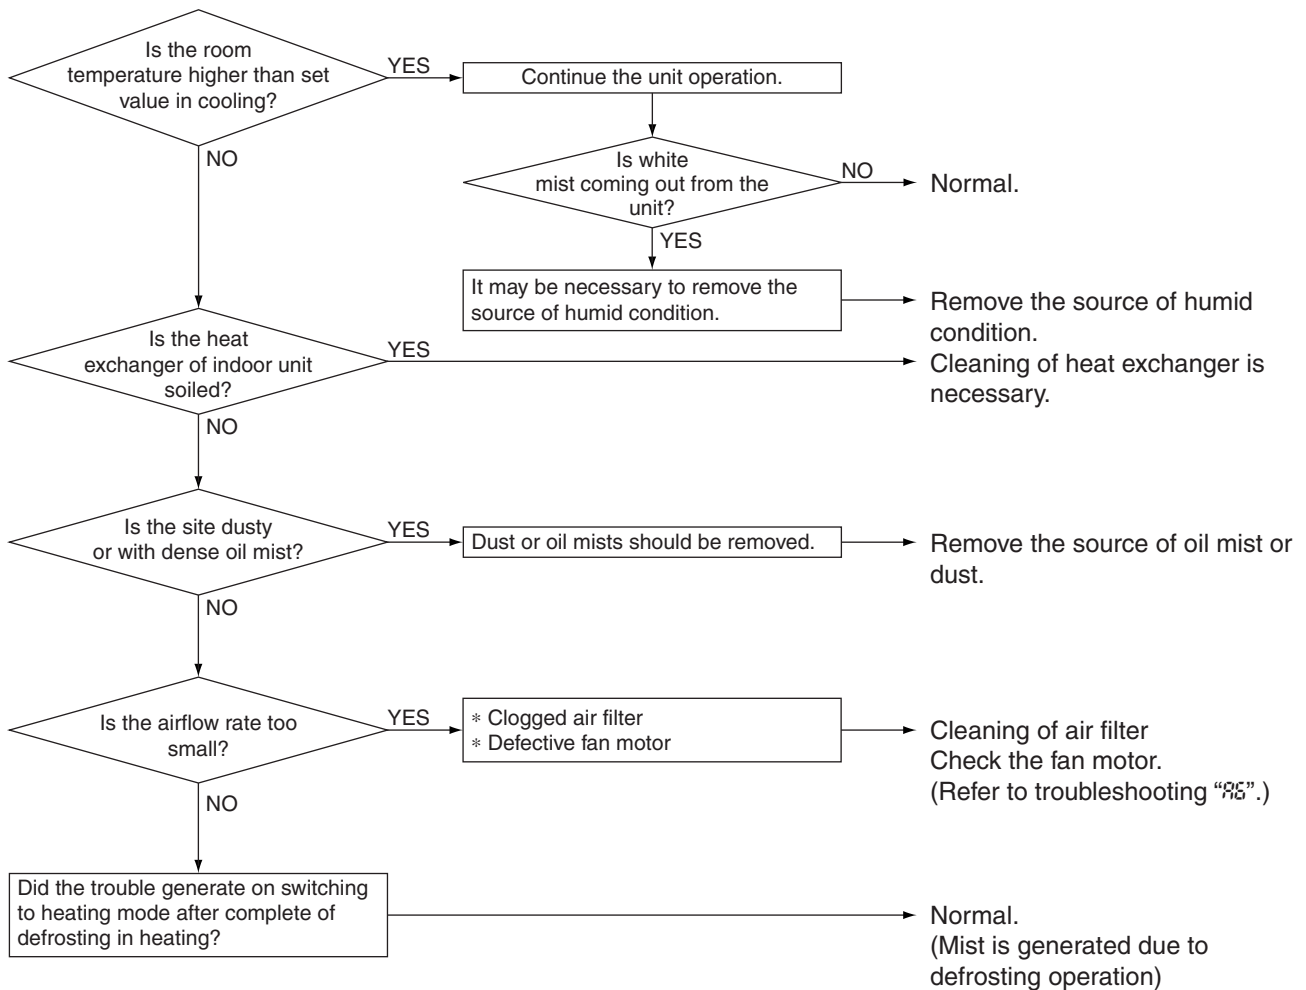 Is the room
temperature higher than set
value in cooling?
YES
Continue the unit operation.
NO
Is white
mist coming out from the
unit?
NO
Normal.
YES
It may be necessary to remove the
source of humid condition.
Remove the source of humid
condition.
Is the heat
exchanger of indoor unit
soiled?
YES
Cleaning of heat exchanger is
necessary.
NO
Is the site dusty
or with dense oil mist?
YES
Dust or oil mists should be removed.
Remove the source of oil mist or
dust.
NO
Is the airflow rate too
small?
YES
* Clogged air filter
* Defective fan motor
Cleaning of air filter
Check the fan motor.
(Refer to troubleshooting “A6”.)
NO
Did the trouble generate on switching
to heating mode after complete of
defrosting in heating?
Normal.
(Mist is generated due to
defrosting operation)